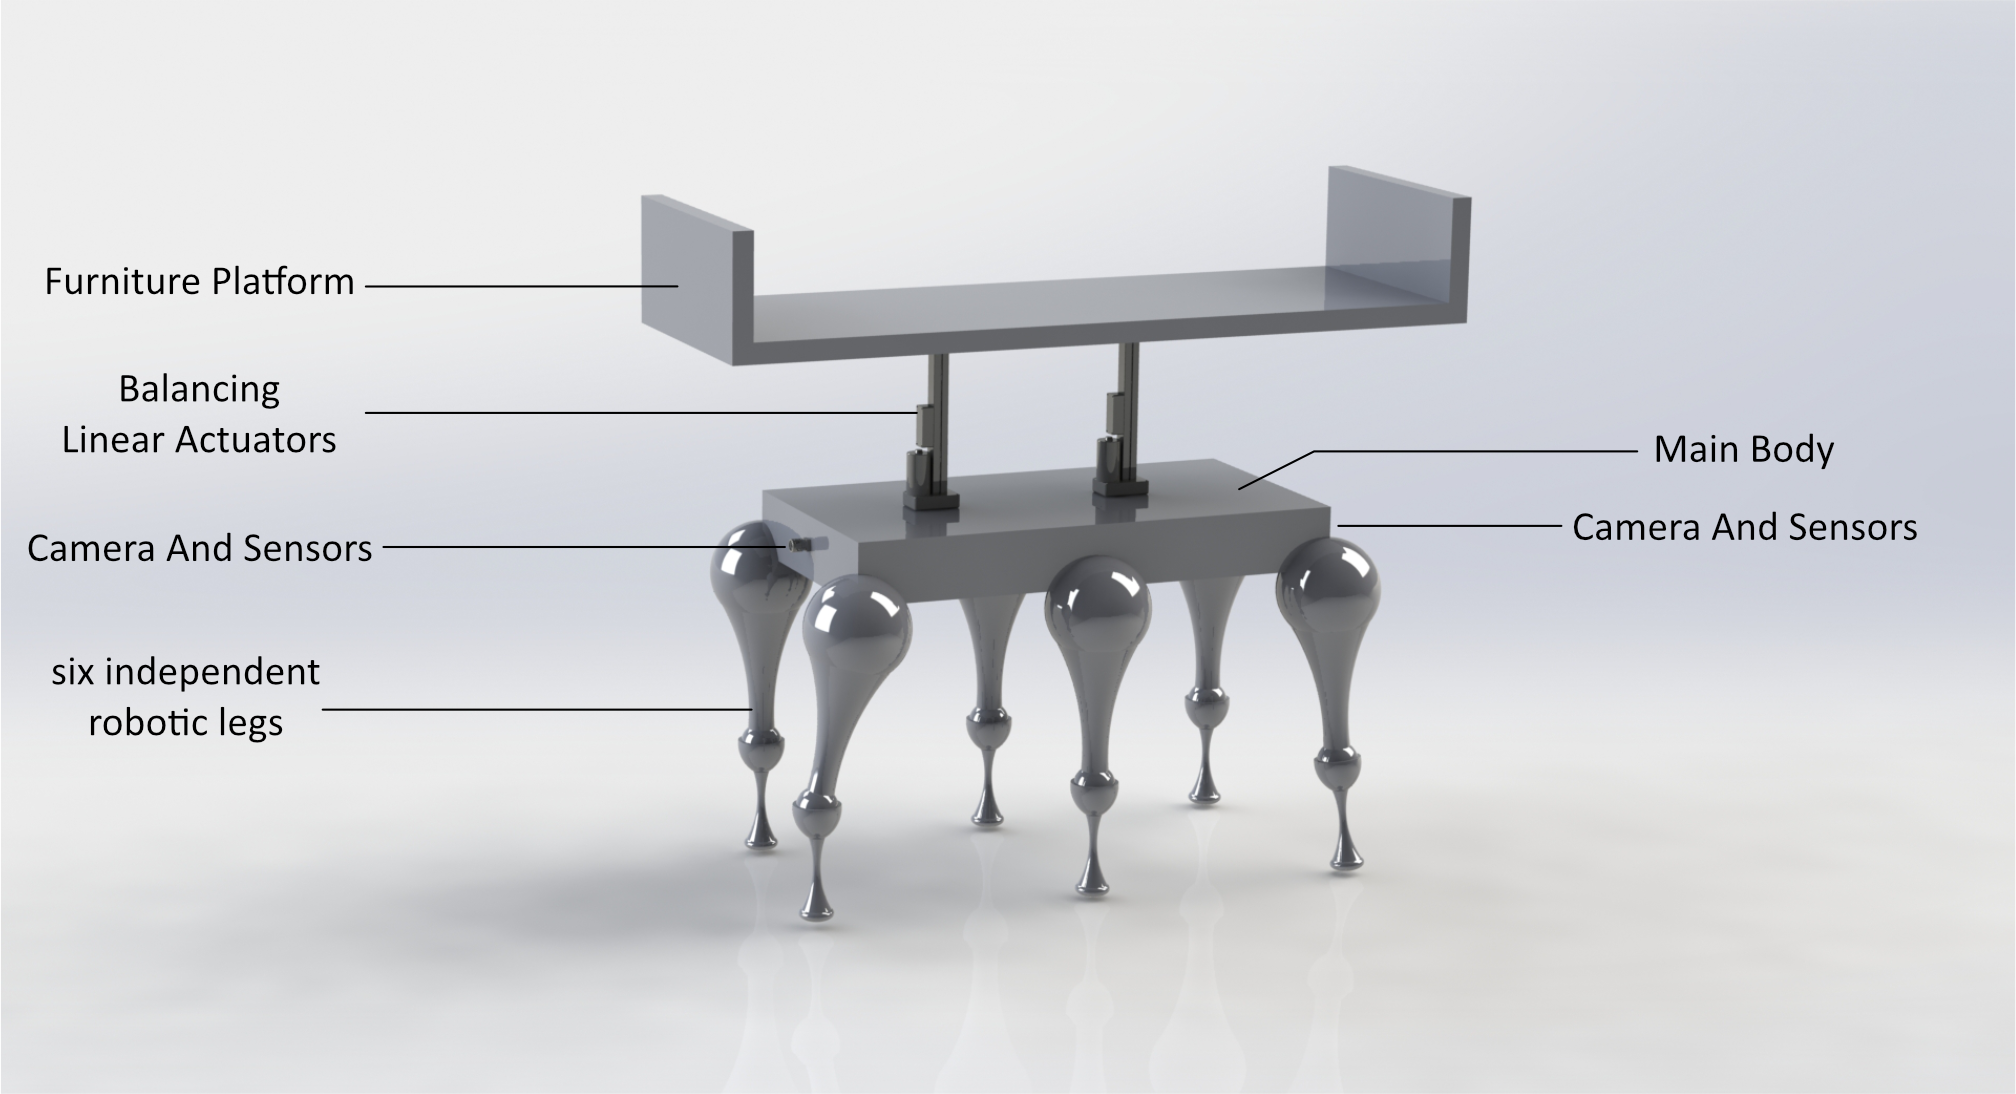 Furniture Platform
Balancing
Linear Actuators
Main Body
Camera And Sensors
Camera And Sensors
six independent
robotic legs